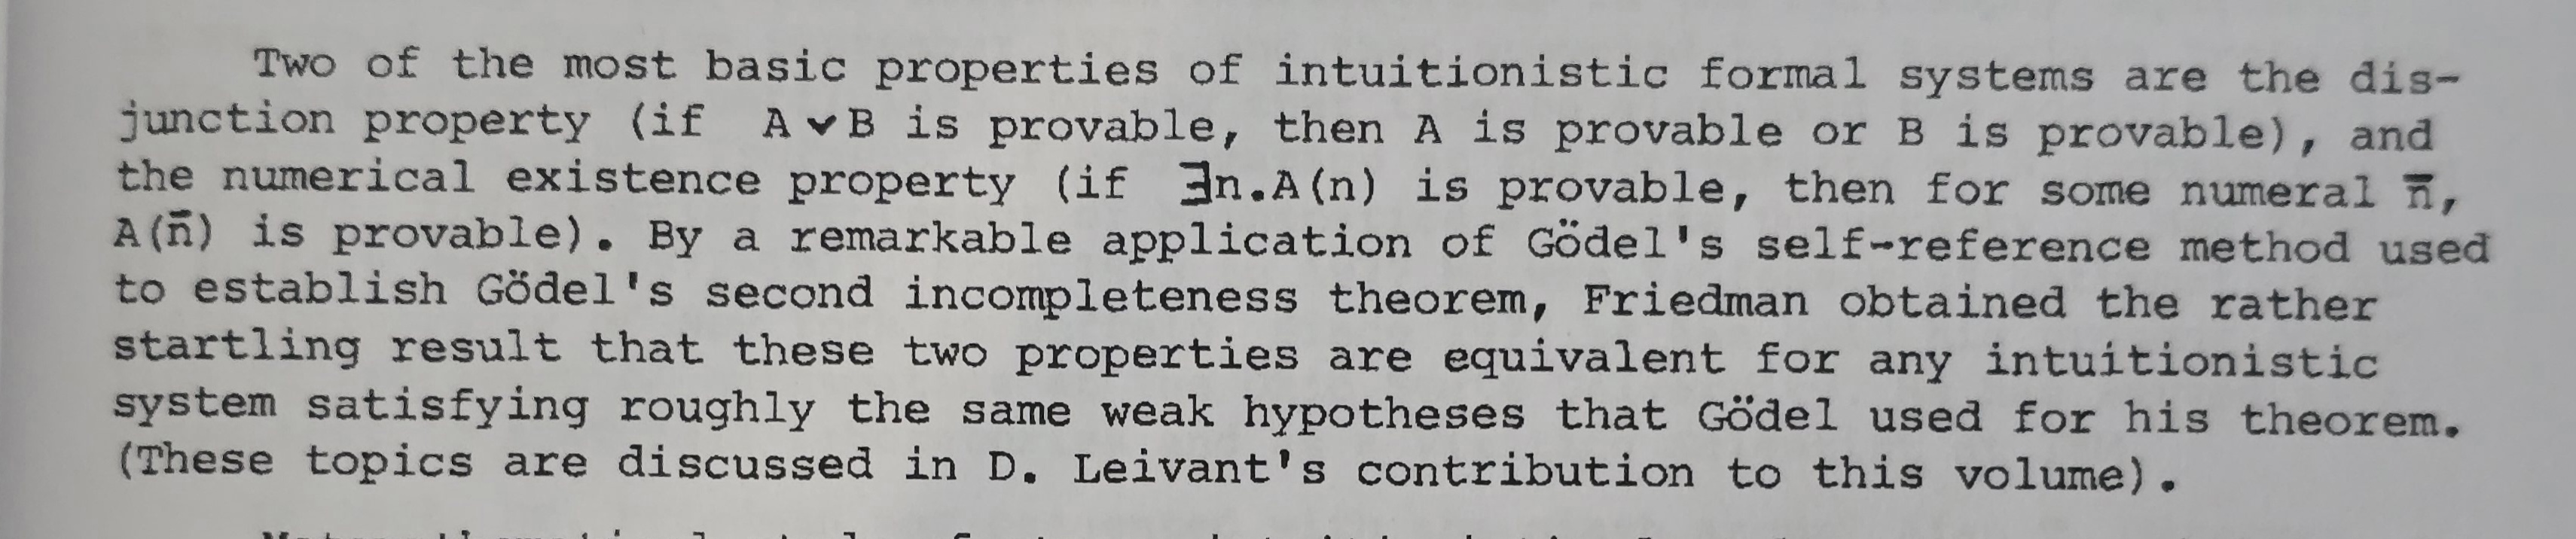 Two of the most basic properties of intuitionistic formal systems are the dis-
junction property (if A ∨ B is provable, then A is provable or B is provable), and
the numerical existence property (if ∃n.A(n) is provable, then for some numeral n̄,
A(n̄) is provable). By a remarkable application of Gödel's self-reference method used
to establish Gödel's second incompleteness theorem, Friedman obtained the rather
startling result that these two properties are equivalent for any intuitionistic
system satisfying roughly the same weak hypotheses that Gödel used for his theorem.
(These topics are discussed in D. Leivant's contribution to this volume).